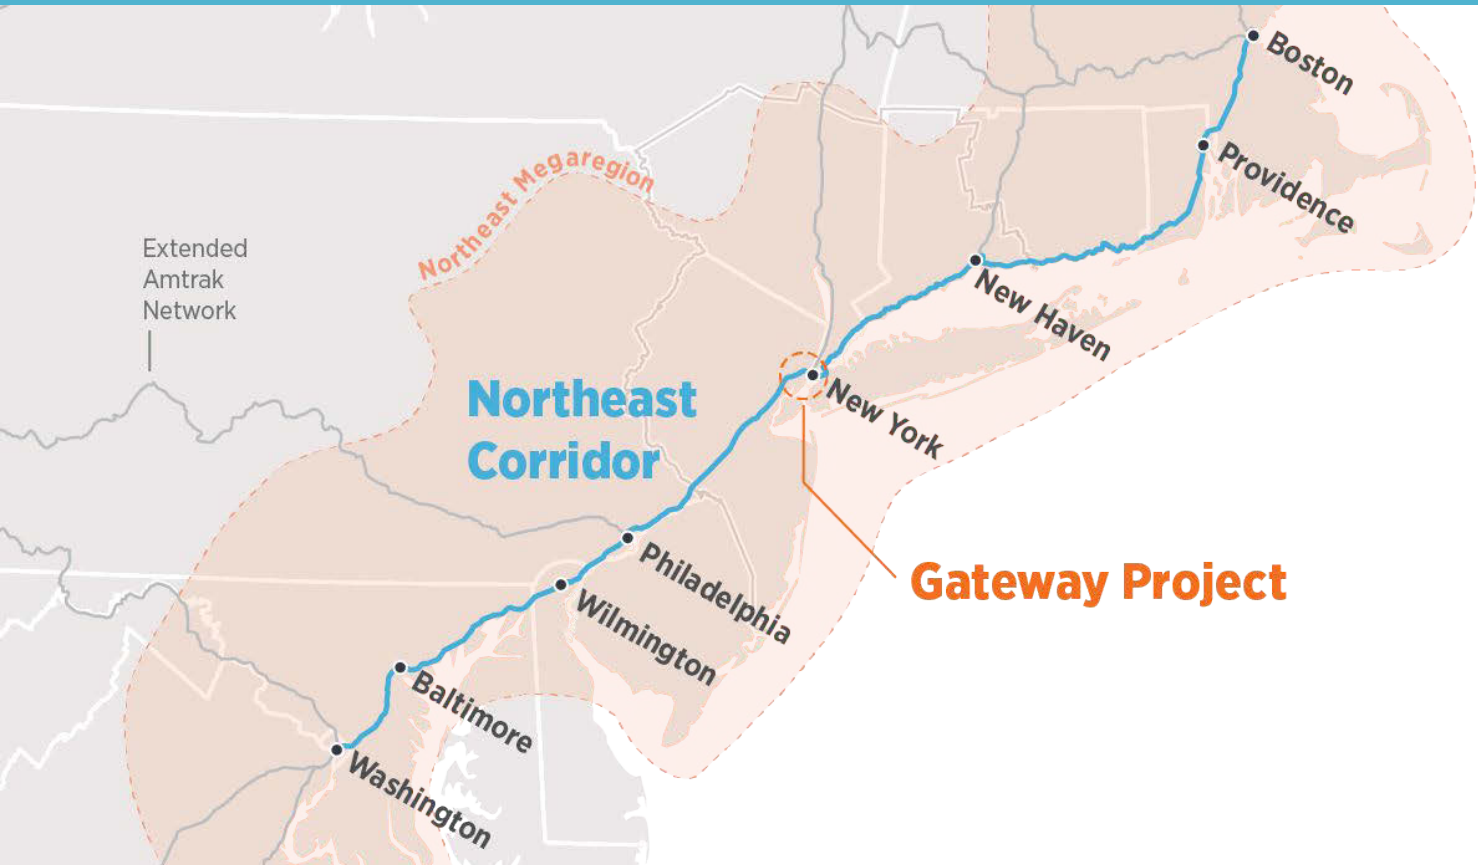 Boston
Providence
Northeast Megaregion
Extended
Amtrak
Network
New Haven
Northeast
Corridor
New York
Gateway Project
Philadelphia
Wilmington
Baltimore
Washington